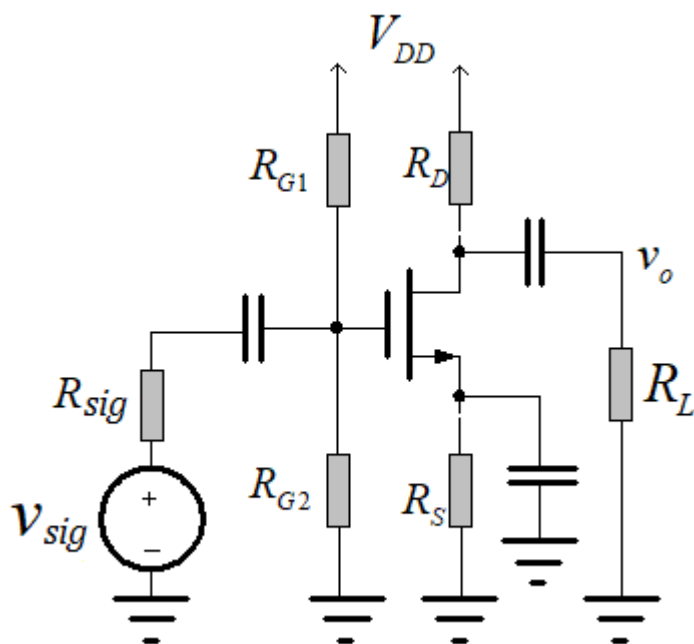 V_DD
R_G1
R_D
v_o
R_sig
R_L
R_G2
R_S
v_sig
+
−